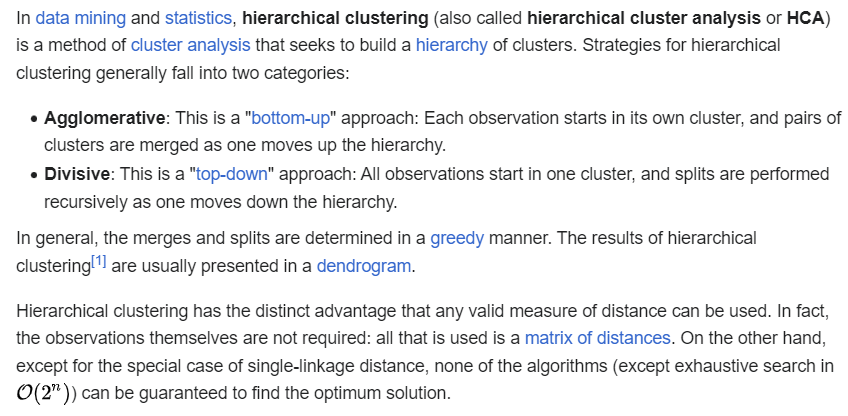 In data mining and statistics, hierarchical clustering (also called hierarchical cluster analysis or HCA)
is a method of cluster analysis that seeks to build a hierarchy of clusters. Strategies for hierarchical
clustering generally fall into two categories:
• Agglomerative: This is a "bottom-up" approach: Each observation starts in its own cluster, and pairs of
clusters are merged as one moves up the hierarchy.
• Divisive: This is a "top-down" approach: All observations start in one cluster, and splits are performed
recursively as one moves down the hierarchy.
In general, the merges and splits are determined in a greedy manner. The results of hierarchical
clustering[1] are usually presented in a dendrogram.
Hierarchical clustering has the distinct advantage that any valid measure of distance can be used. In fact,
the observations themselves are not required: all that is used is a matrix of distances. On the other hand,
except for the special case of single-linkage distance, none of the algorithms (except exhaustive search in
𝒪(2ⁿ)) can be guaranteed to find the optimum solution.